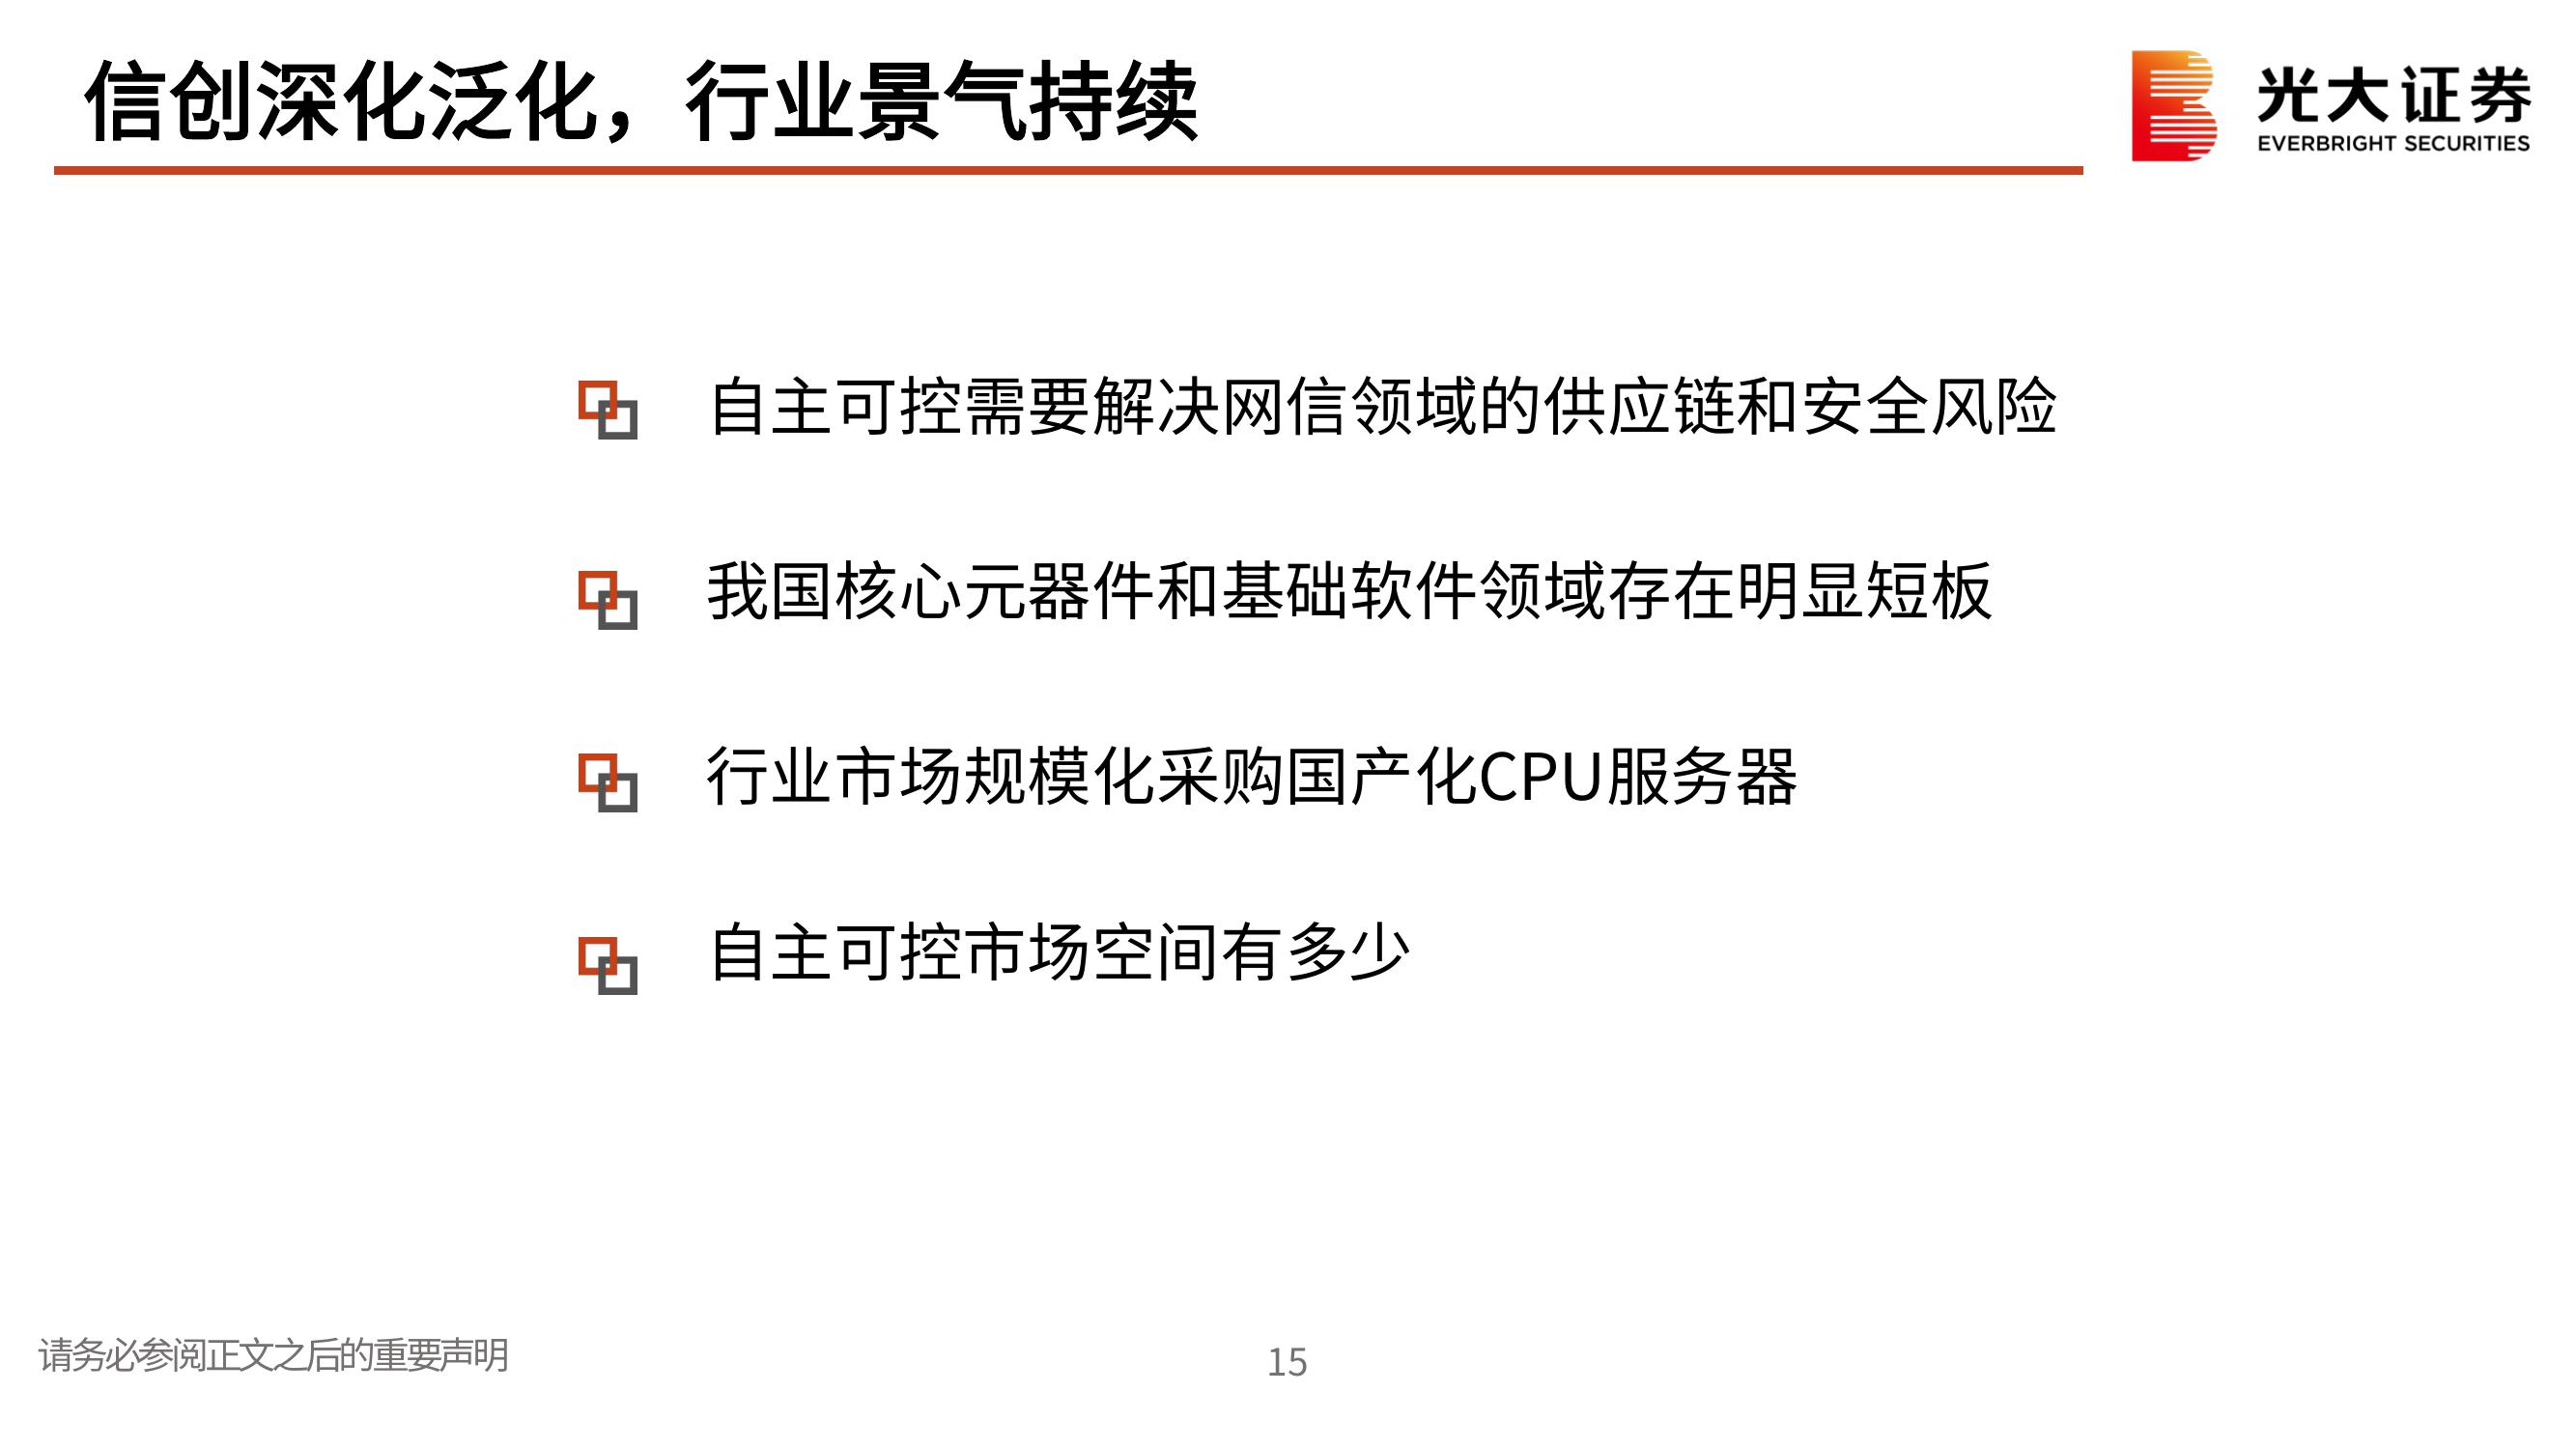 信创深化泛化，行业景气持续
光大证券
EVERBRIGHT SECURITIES
自主可控需要解决网信领域的供应链和安全风险
我国核心元器件和基础软件领域存在明显短板
行业市场规模化采购国产化CPU服务器
自主可控市场空间有多少
请务必参阅正文之后的重要声明
15